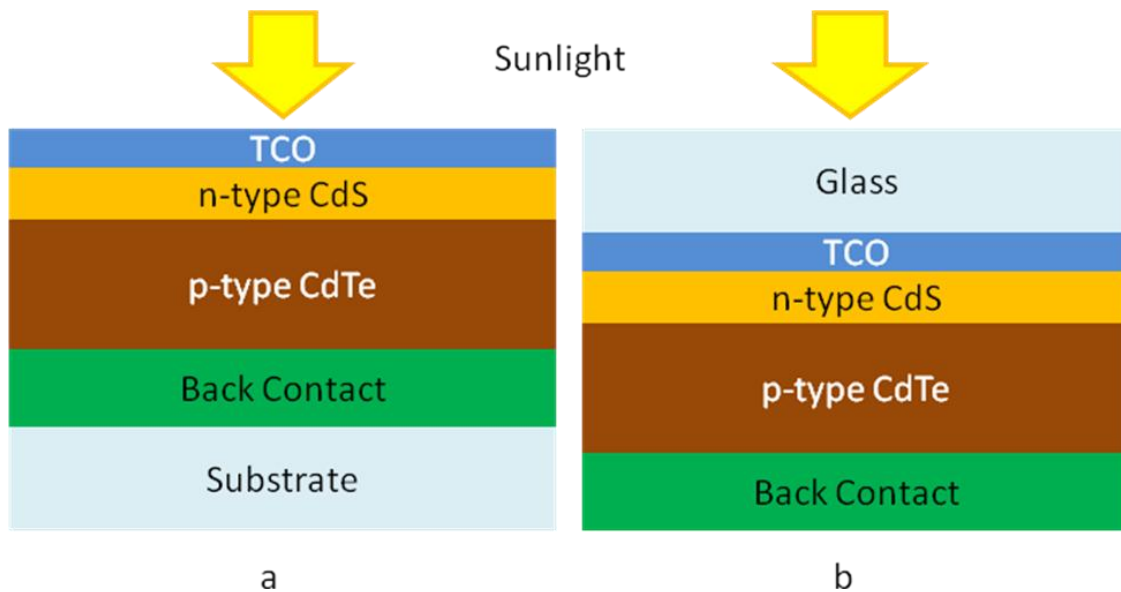 Sunlight
TCO
n-type CdS
p-type CdTe
Back Contact
Substrate
a
Glass
TCO
n-type CdS
p-type CdTe
Back Contact
b